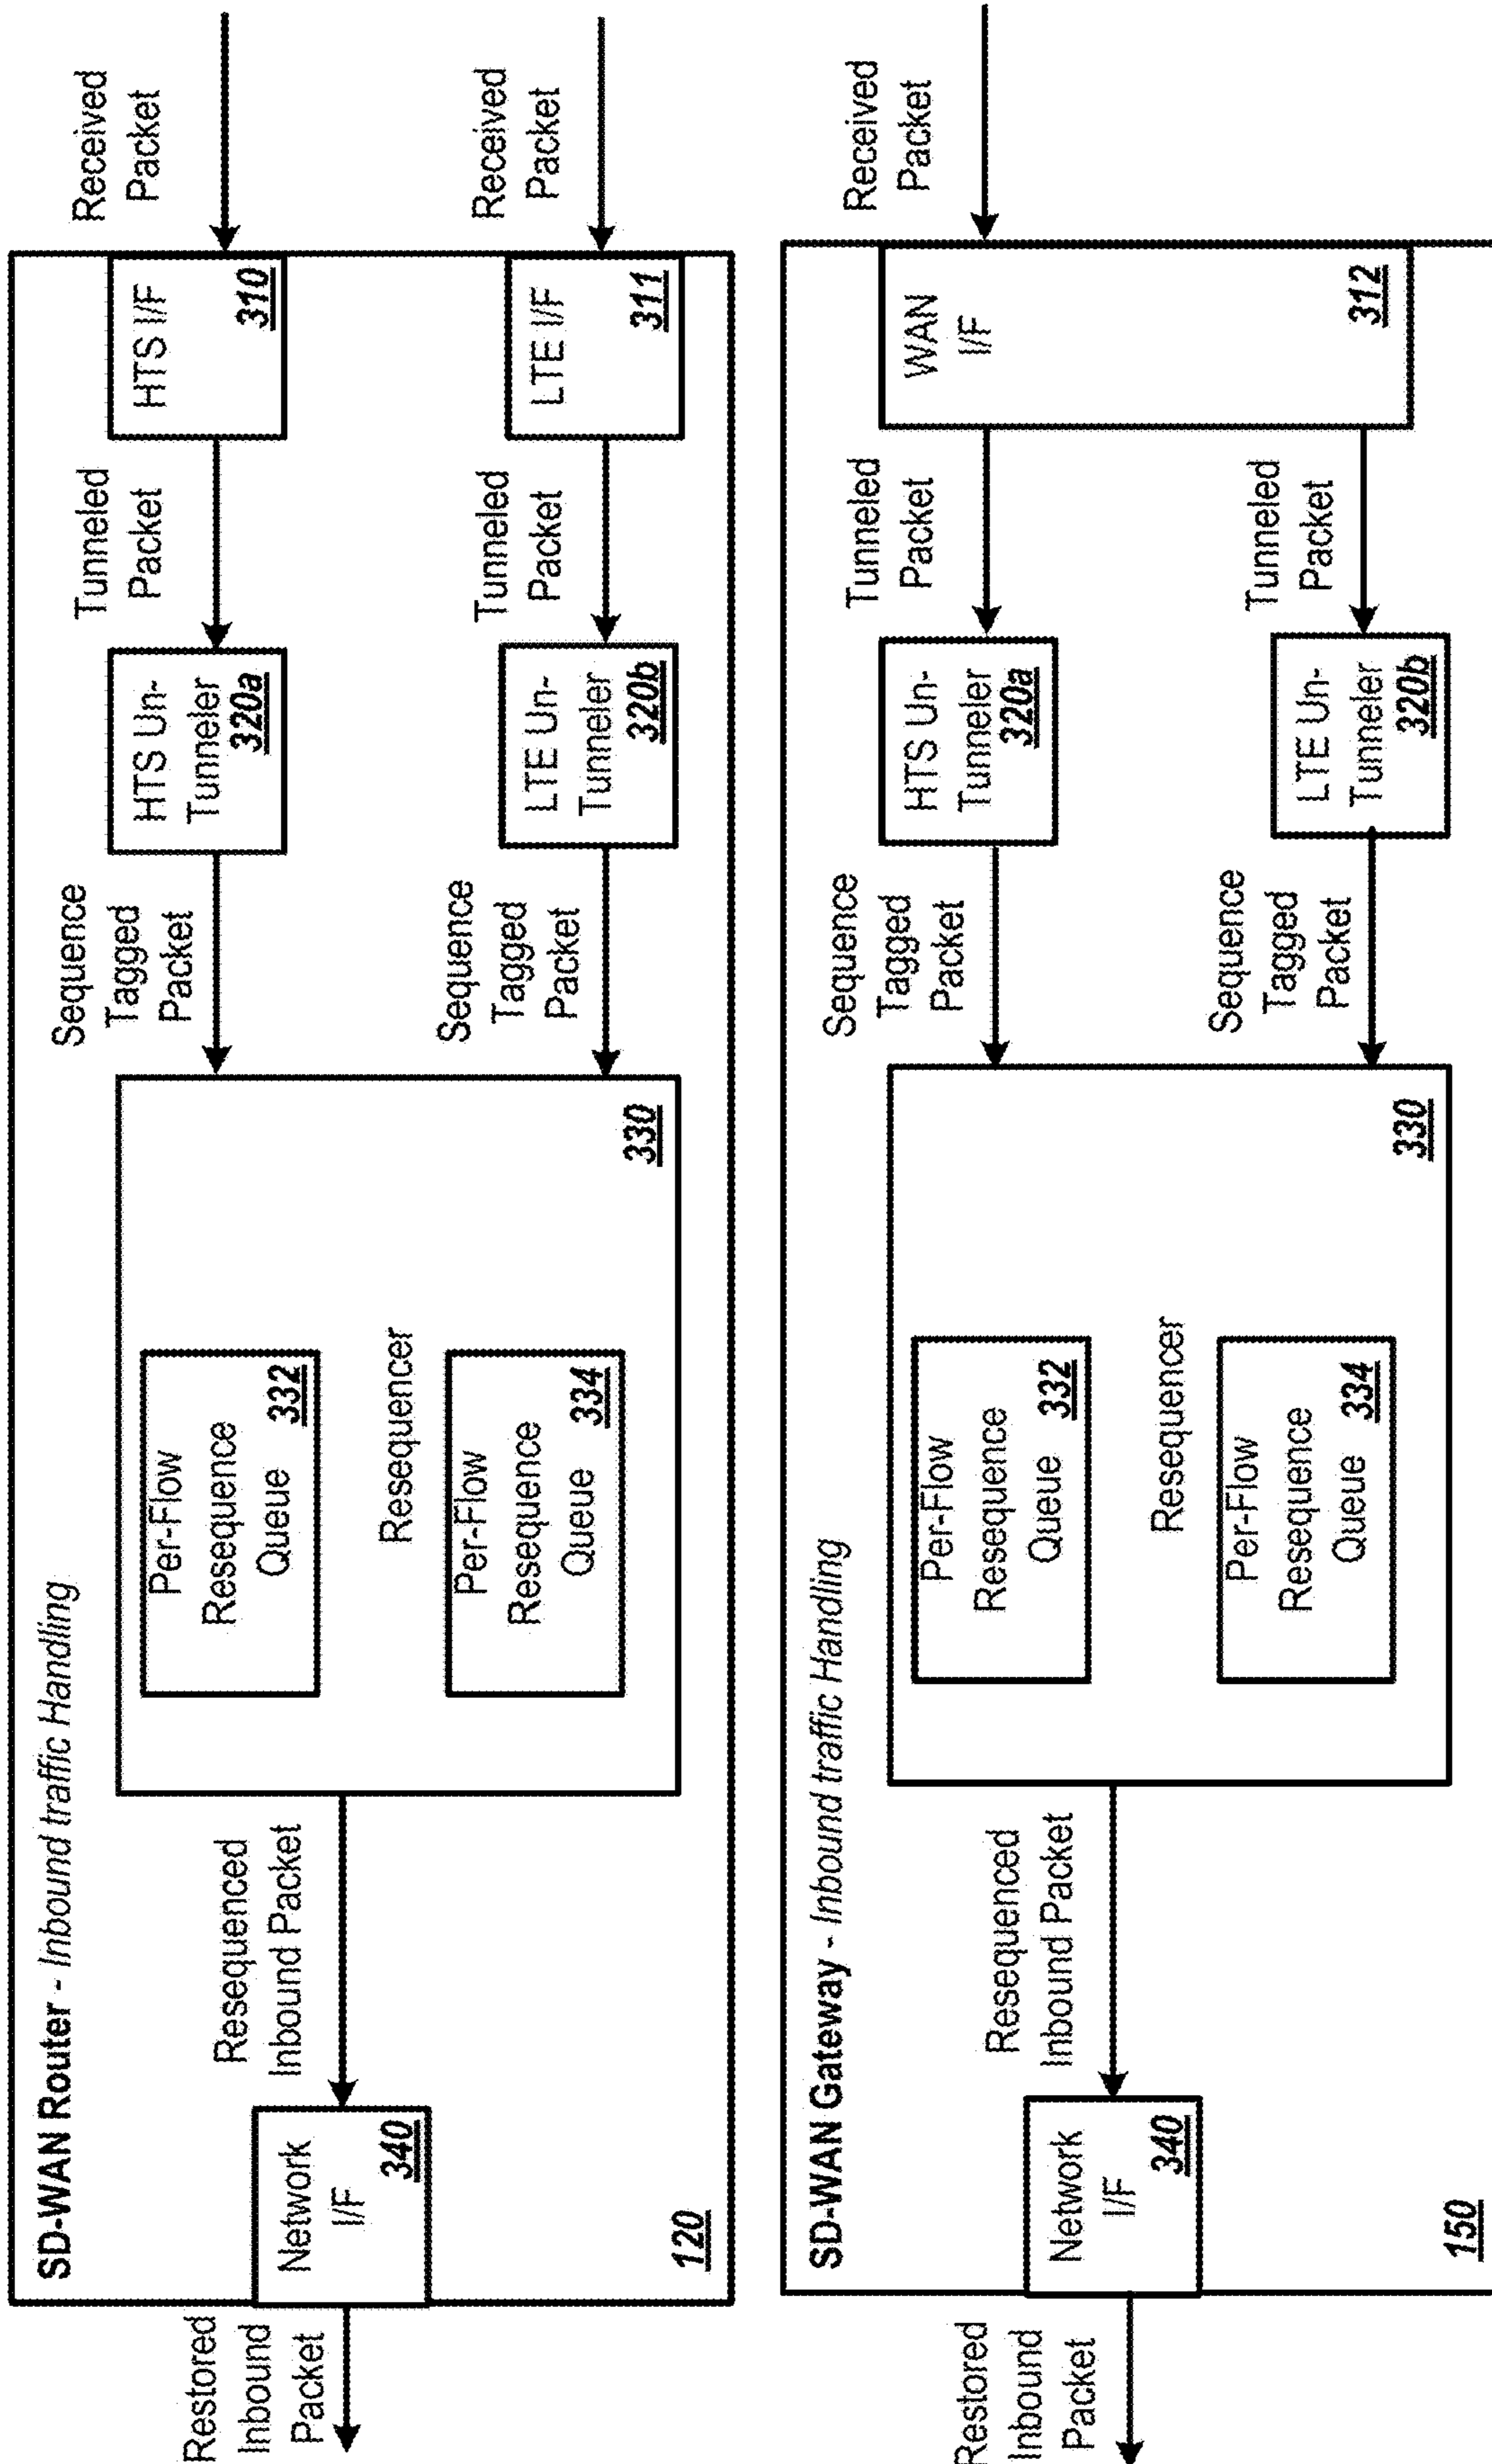 SD-WAN Router - Inbound traffic Handling
Restored
Inbound
Packet
Network
I/F
340
Resequenced
Inbound Packet
Per-Flow
Resequence
Queue
332
Resequencer
Per-Flow
Resequence
Queue
334
330
Sequence
Tagged
Packet
Sequence
Tagged
Packet
HTS Un-
Tunneler
320a
LTE Un-
Tunneler
320b
Tunneled
Packet
Tunneled
Packet
HTS I/F
310
LTE I/F
311
Received
Packet
Received
Packet
120
SD-WAN Gateway - Inbound traffic Handling
Restored
Inbound
Packet
Network
I/F
340
Resequenced
Inbound Packet
Per-Flow
Resequence
Queue
332
Resequencer
Per-Flow
Resequence
Queue
334
330
Sequence
Tagged
Packet
Sequence
Tagged
Packet
HTS Un-
Tunneler
320a
LTE Un-
Tunneler
320b
Tunneled
Packet
Tunneled
Packet
WAN
I/F
312
Received
Packet
150